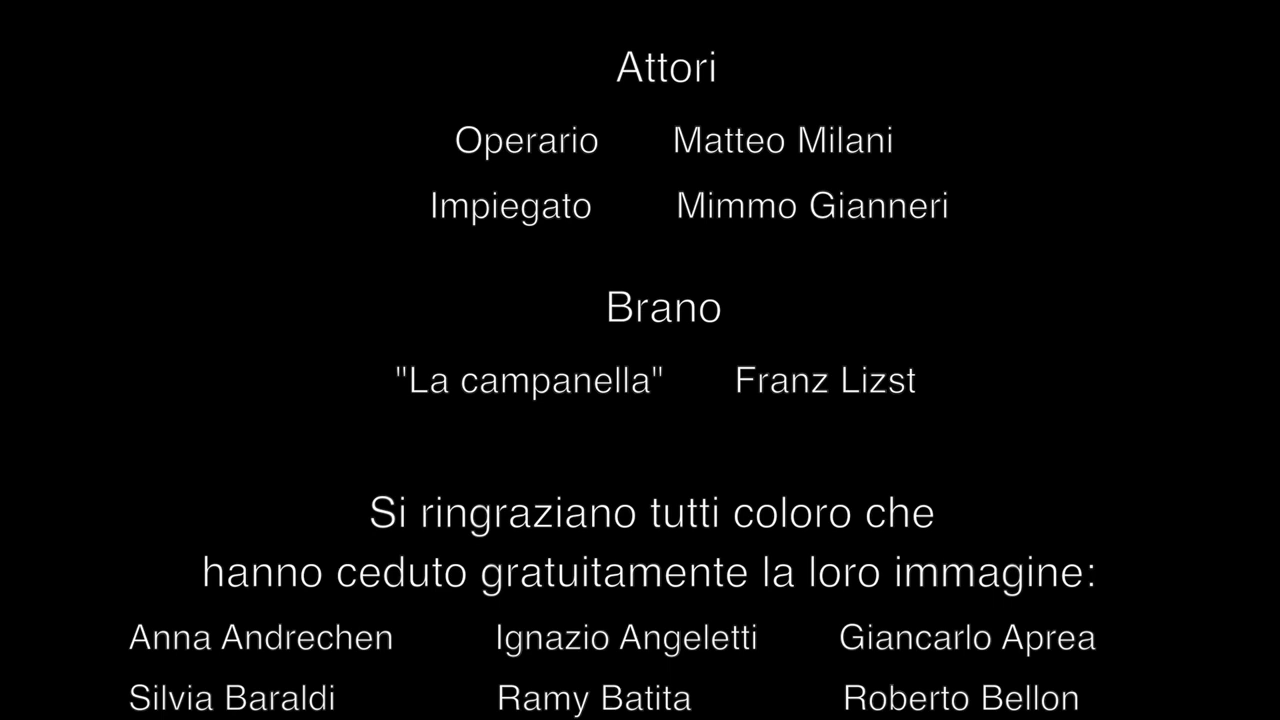 Attori
Operario Matteo Milani
Impiegato Mimmo Gianneri
Brano
"La campanella" Franz Lizst
Si ringraziano tutti coloro che
hanno ceduto gratuitamente la loro immagine:
Anna Andrechen Ignazio Angeletti Giancarlo Aprea
Silvia Baraldi Ramy Batita Roberto Bellon